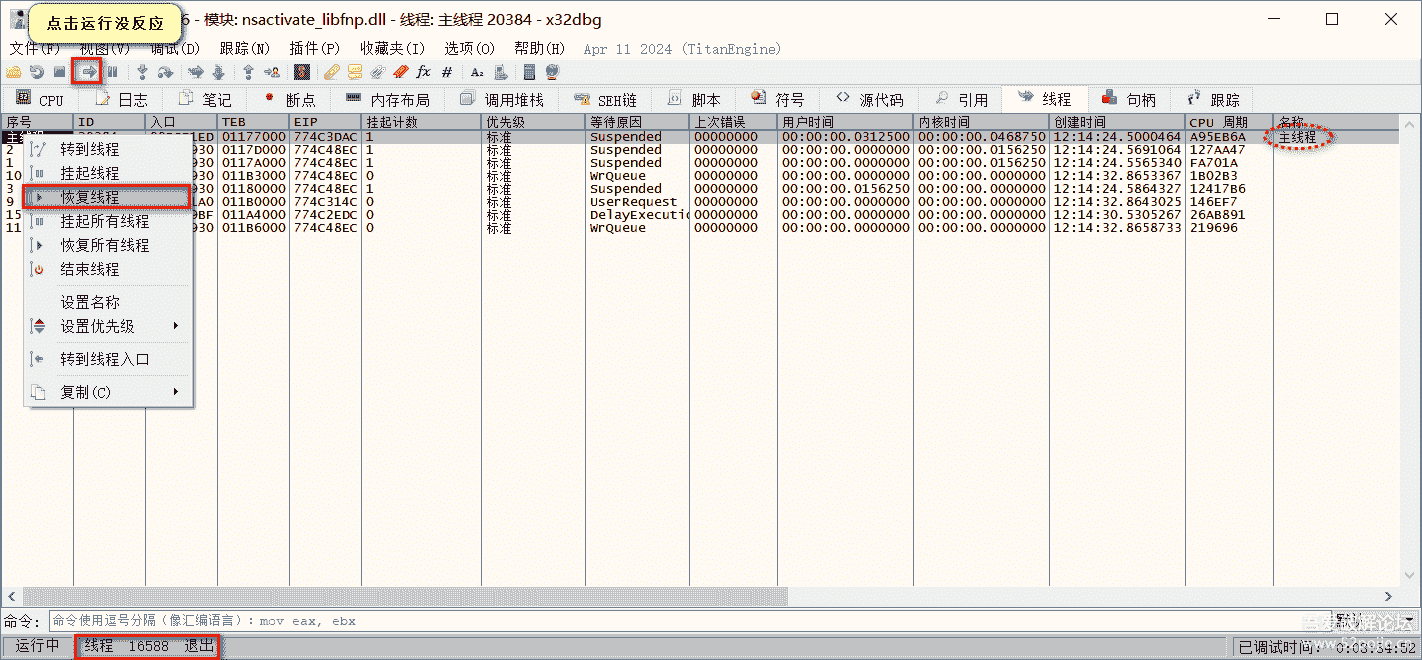 点击运行没反应
6 - 模块: nsactivate_libfnp.dll - 线程: 主线程 20384 - x32dbg
文件(F) 视图(V) 调试(D) 跟踪(N) 插件(P) 收藏夹(I) 选项(O) 帮助(H) Apr 11 2024 (TitanEngine)
CPU 日志 笔记 断点 内存布局 调用堆栈 SEH链 脚本 符号 源代码 引用 线程 句柄 跟踪
序号 ID 入口 TEB EIP 挂起计数 优先级 等待原因 上次错误 用户时间 内核时间 创建时间 CPU 周期 名称
主线程 20384 1ED 01177000 774C3DAC 1 标准 Suspended 00000000 00:00:00.0312500 00:00:00.0468750 12:14:24.5000464 A95EB6A 主线程
2 930 0117D000 774C48EC 1 标准 Suspended 00000000 00:00:00.0000000 00:00:00.0156250 12:14:24.5691064 127AA47
1 930 0117A000 774C48EC 1 标准 Suspended 00000000 00:00:00.0000000 00:00:00.0156250 12:14:24.5565340 FA701A
10 930 011B3000 774C48EC 0 标准 WrQueue 00000000 00:00:00.0000000 00:00:00.0000000 12:14:32.8653367 1B02B3
3 930 01180000 774C48EC 1 标准 Suspended 00000000 00:00:00.0156250 00:00:00.0000000 12:14:24.5864327 12417B6
9 1A0 011B0000 774C314C 0 标准 UserRequest 00000000 00:00:00.0000000 00:00:00.0000000 12:14:32.8643025 146EF7
15 9BF 011A4000 774C2EDC 0 标准 DelayExecutic 00000000 00:00:00.0000000 00:00:00.0000000 12:14:30.5305267 26AB891
11 930 011B6000 774C48EC 0 标准 WrQueue 00000000 00:00:00.0000000 00:00:00.0000000 12:14:32.8658733 219696
转到线程
挂起线程
恢复线程
挂起所有线程
恢复所有线程
结束线程
设置名称
设置优先级
转到线程入口
复制(C)
命令: 命令使用逗号分隔（像汇编语言）: mov eax, ebx 默认
吾爱破解论坛
运行中 线程 16588 退出 已调试时间: 0:03:34:52
www.52pojie.cn